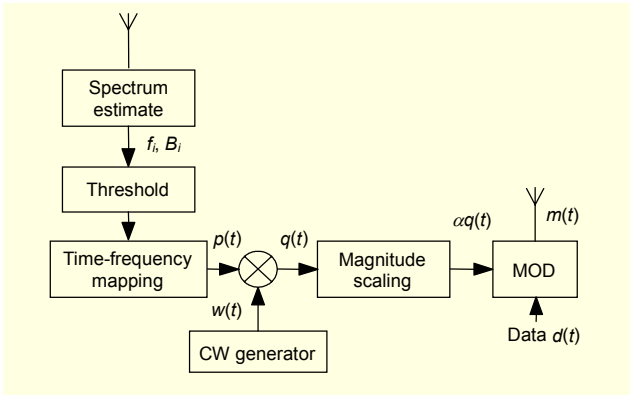 Spectrum
estimate
fi, Bi
Threshold
Time-frequency
mapping
p(t)
q(t)
w(t)
CW generator
Magnitude
scaling
αq(t)
m(t)
MOD
Data d(t)